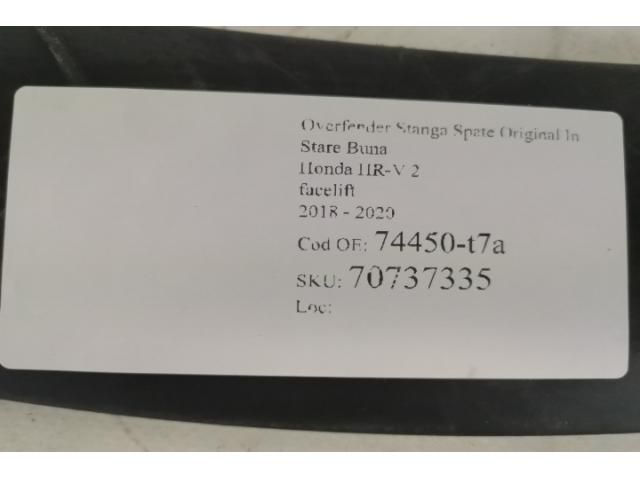 Overfender Stanga Spate Original In
Stare Buna
Honda HR-V 2
facelift
2018 - 2020
Cod OE: 74450-t7a
SKU: 70737335
Loc: